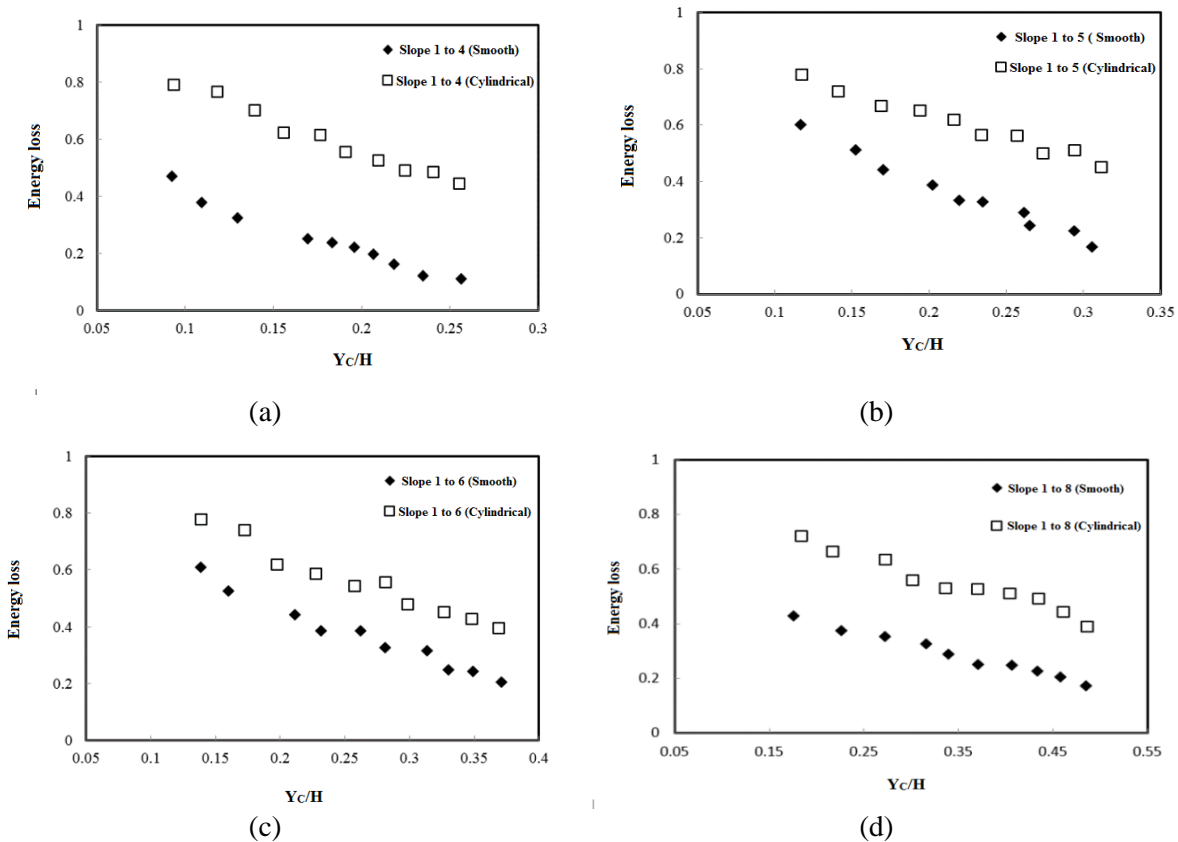 1
0.8
0.6
0.4
0.2
0
Energy loss
Slope 1 to 4 (Smooth)
Slope 1 to 4 (Cylindrical)
0.05 0.1 0.15 0.2 0.25 0.3
YC/H
(a)
1
0.8
0.6
0.4
0.2
0
Energy loss
Slope 1 to 5 ( Smooth)
Slope 1 to 5 (Cylindrical)
0.05 0.1 0.15 0.2 0.25 0.3 0.35
YC/H
(b)
1
0.8
0.6
0.4
0.2
0
Energy loss
Slope 1 to 6 (Smooth)
Slope 1 to 6 (Cylindrical)
0.05 0.1 0.15 0.2 0.25 0.3 0.35 0.4
YC/H
(c)
1
0.8
0.6
0.4
0.2
0
Energy loss
Slope 1 to 8 (Smooth)
Slope 1 to 8 (Cylindrical)
0.05 0.15 0.25 0.35 0.45 0.55
YC/H
(d)